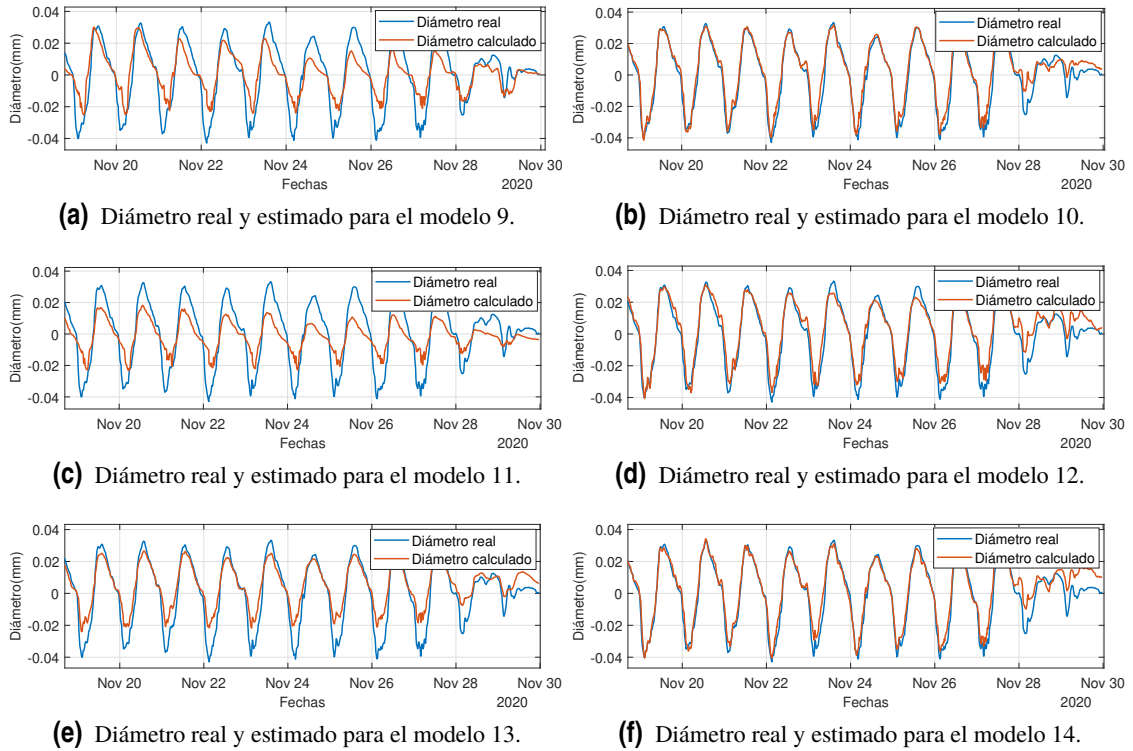 0.04
0.02
0
-0.02
-0.04
Diámetro(mm)
Diámetro real
Diámetro calculado
Nov 20
Nov 22
Nov 24
Nov 26
Nov 28
Nov 30
Fechas
2020
(a) Diámetro real y estimado para el modelo 9.
0.04
0.02
0
-0.02
-0.04
Diámetro(mm)
Diámetro real
Diámetro calculado
Nov 20
Nov 22
Nov 24
Nov 26
Nov 28
Nov 30
Fechas
2020
(b) Diámetro real y estimado para el modelo 10.
0.04
0.02
0
-0.02
-0.04
Diámetro(mm)
Diámetro real
Diámetro calculado
Nov 20
Nov 22
Nov 24
Nov 26
Nov 28
Nov 30
Fechas
2020
(c) Diámetro real y estimado para el modelo 11.
0.04
0.02
0
-0.02
-0.04
Diámetro(mm)
Diámetro real
Diámetro calculado
Nov 20
Nov 22
Nov 24
Nov 26
Nov 28
Nov 30
Fechas
2020
(d) Diámetro real y estimado para el modelo 12.
0.04
0.02
0
-0.02
-0.04
Diámetro(mm)
Diámetro real
Diámetro calculado
Nov 20
Nov 22
Nov 24
Nov 26
Nov 28
Nov 30
Fechas
2020
(e) Diámetro real y estimado para el modelo 13.
0.04
0.02
0
-0.02
-0.04
Diámetro(mm)
Diámetro real
Diámetro calculado
Nov 20
Nov 22
Nov 24
Nov 26
Nov 28
Nov 30
Fechas
2020
(f) Diámetro real y estimado para el modelo 14.